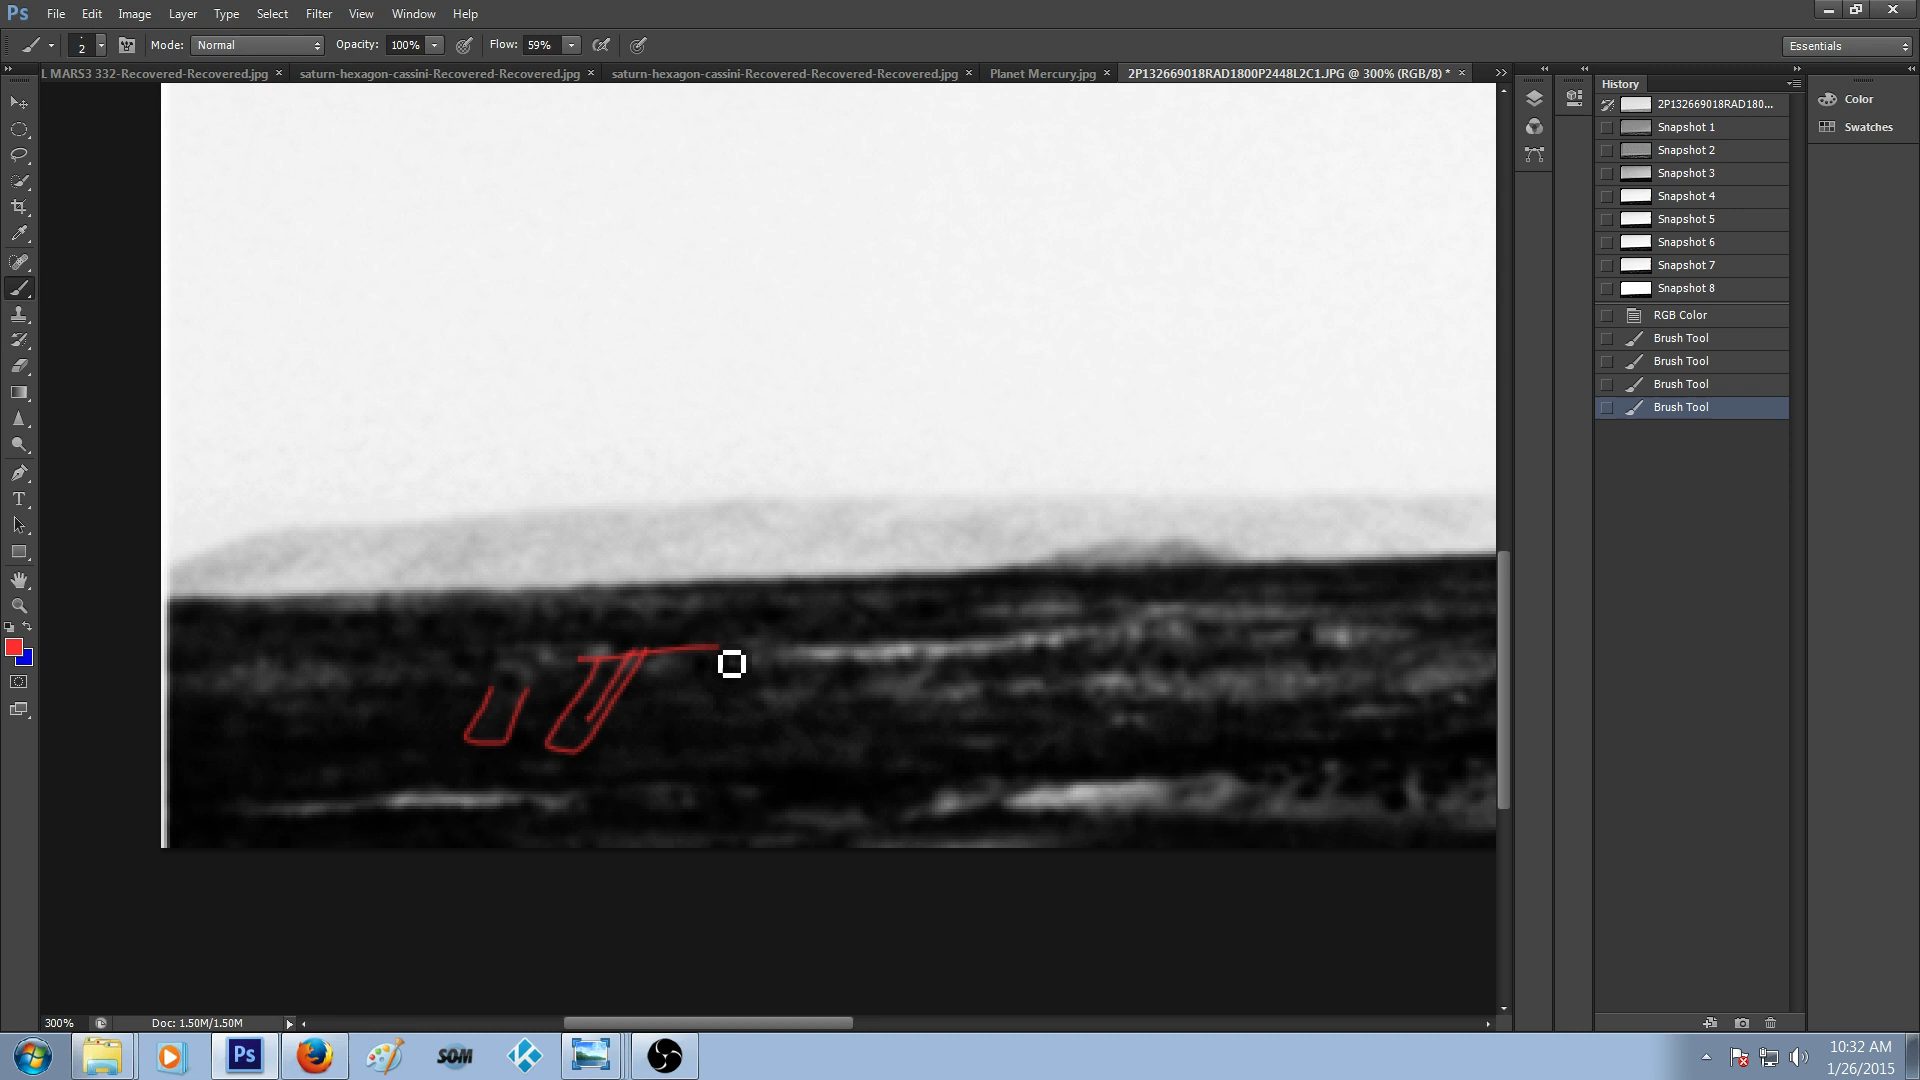 Ps File Edit Image Layer Type Select Filter View Window Help
2 Mode: Normal Opacity: 100% Flow: 59% Essentials
L MARS3 332-Recovered-Recovered.jpg × saturn-hexagon-cassini-Recovered-Recovered.jpg × saturn-hexagon-cassini-Recovered-Recovered-Recovered.jpg × Planet Mercury.jpg × 2P132669018RAD1800P2448L2C1.JPG @ 300% (RGB/8) * ×
History
2P132669018RAD180...
Snapshot 1
Snapshot 2
Snapshot 3
Snapshot 4
Snapshot 5
Snapshot 6
Snapshot 7
Snapshot 8
RGB Color
Brush Tool
Brush Tool
Brush Tool
Brush Tool
Color
Swatches
300% Doc: 1.50M/1.50M
Ps SOM
10:32 AM
1/26/2015